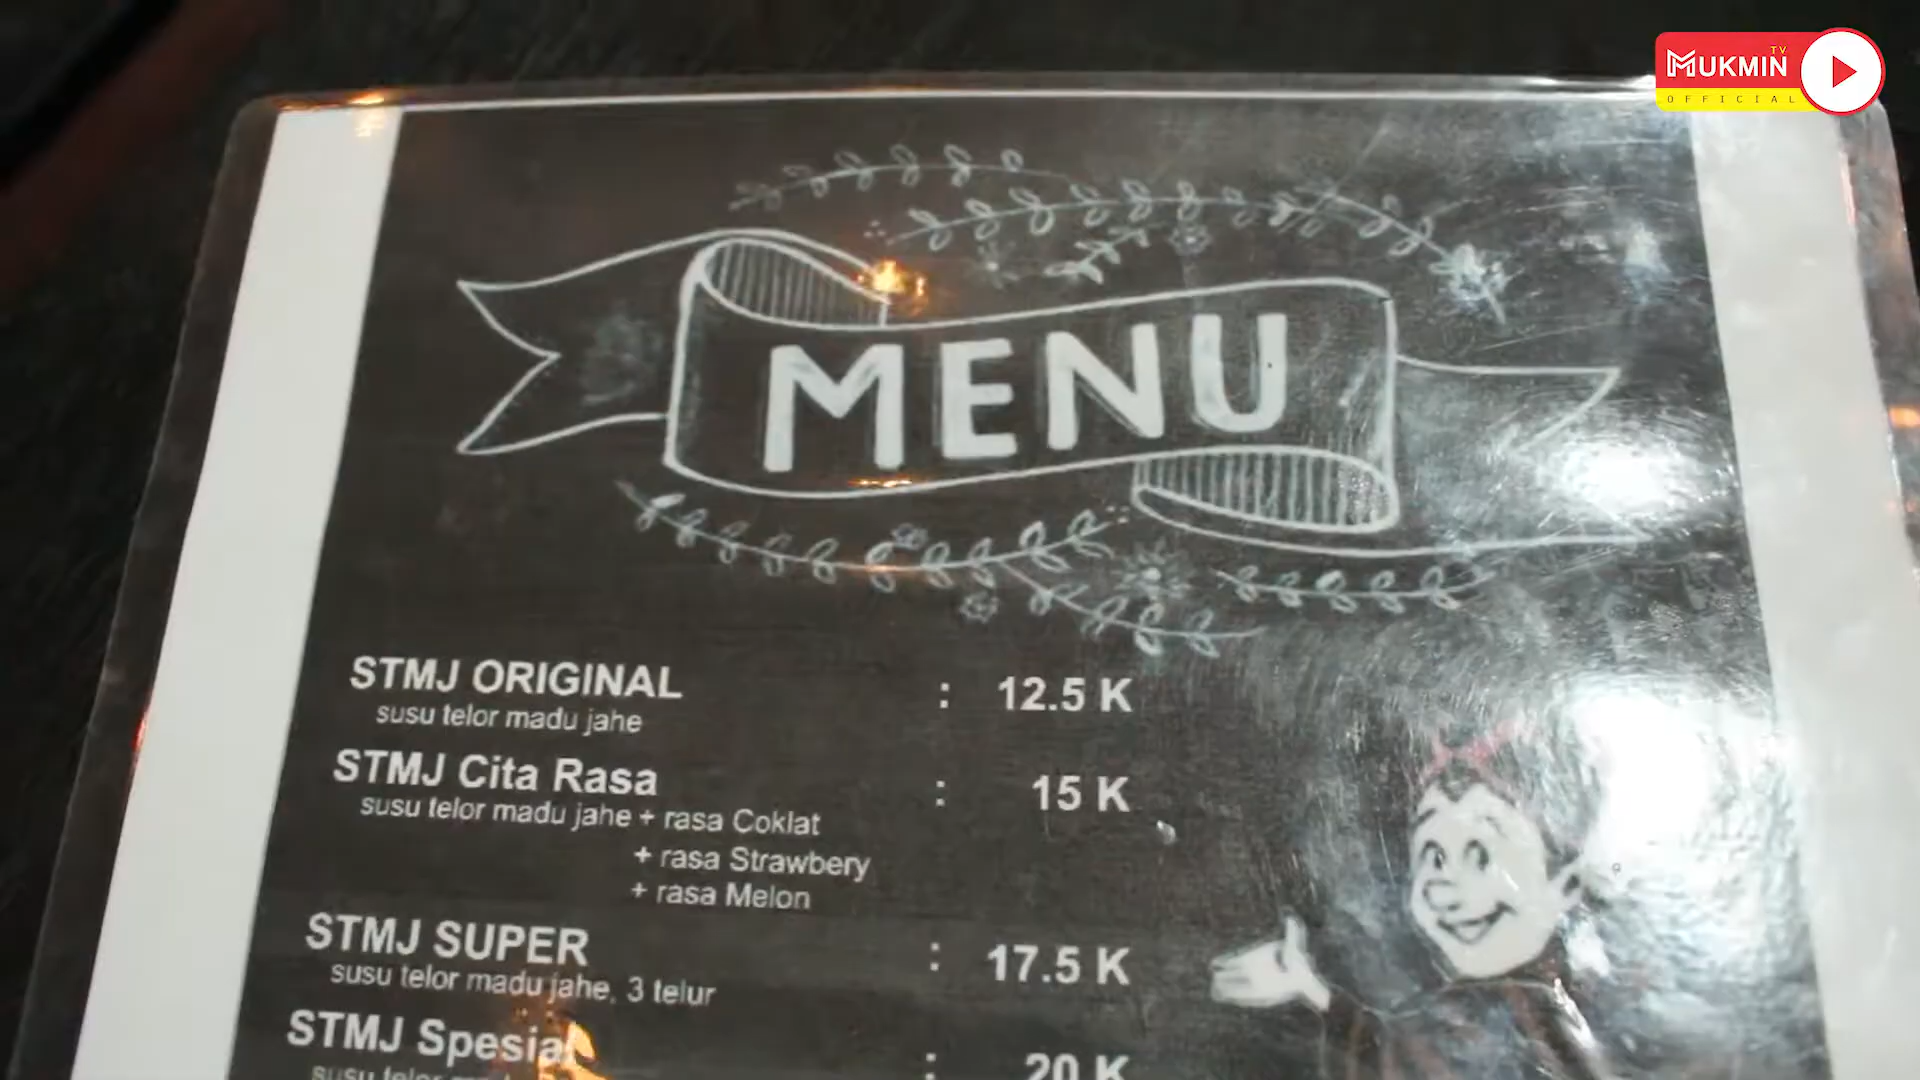 MUKMIN TV
OFFICIAL
MENU
STMJ ORIGINAL : 12.5 K
susu telor madu jahe
STMJ Cita Rasa : 15 K
susu telor madu jahe + rasa Coklat
+ rasa Strawbery
+ rasa Melon
STMJ SUPER : 17.5 K
susu telor madu jahe, 3 telur
STMJ Spesial : 20 K
susu telor